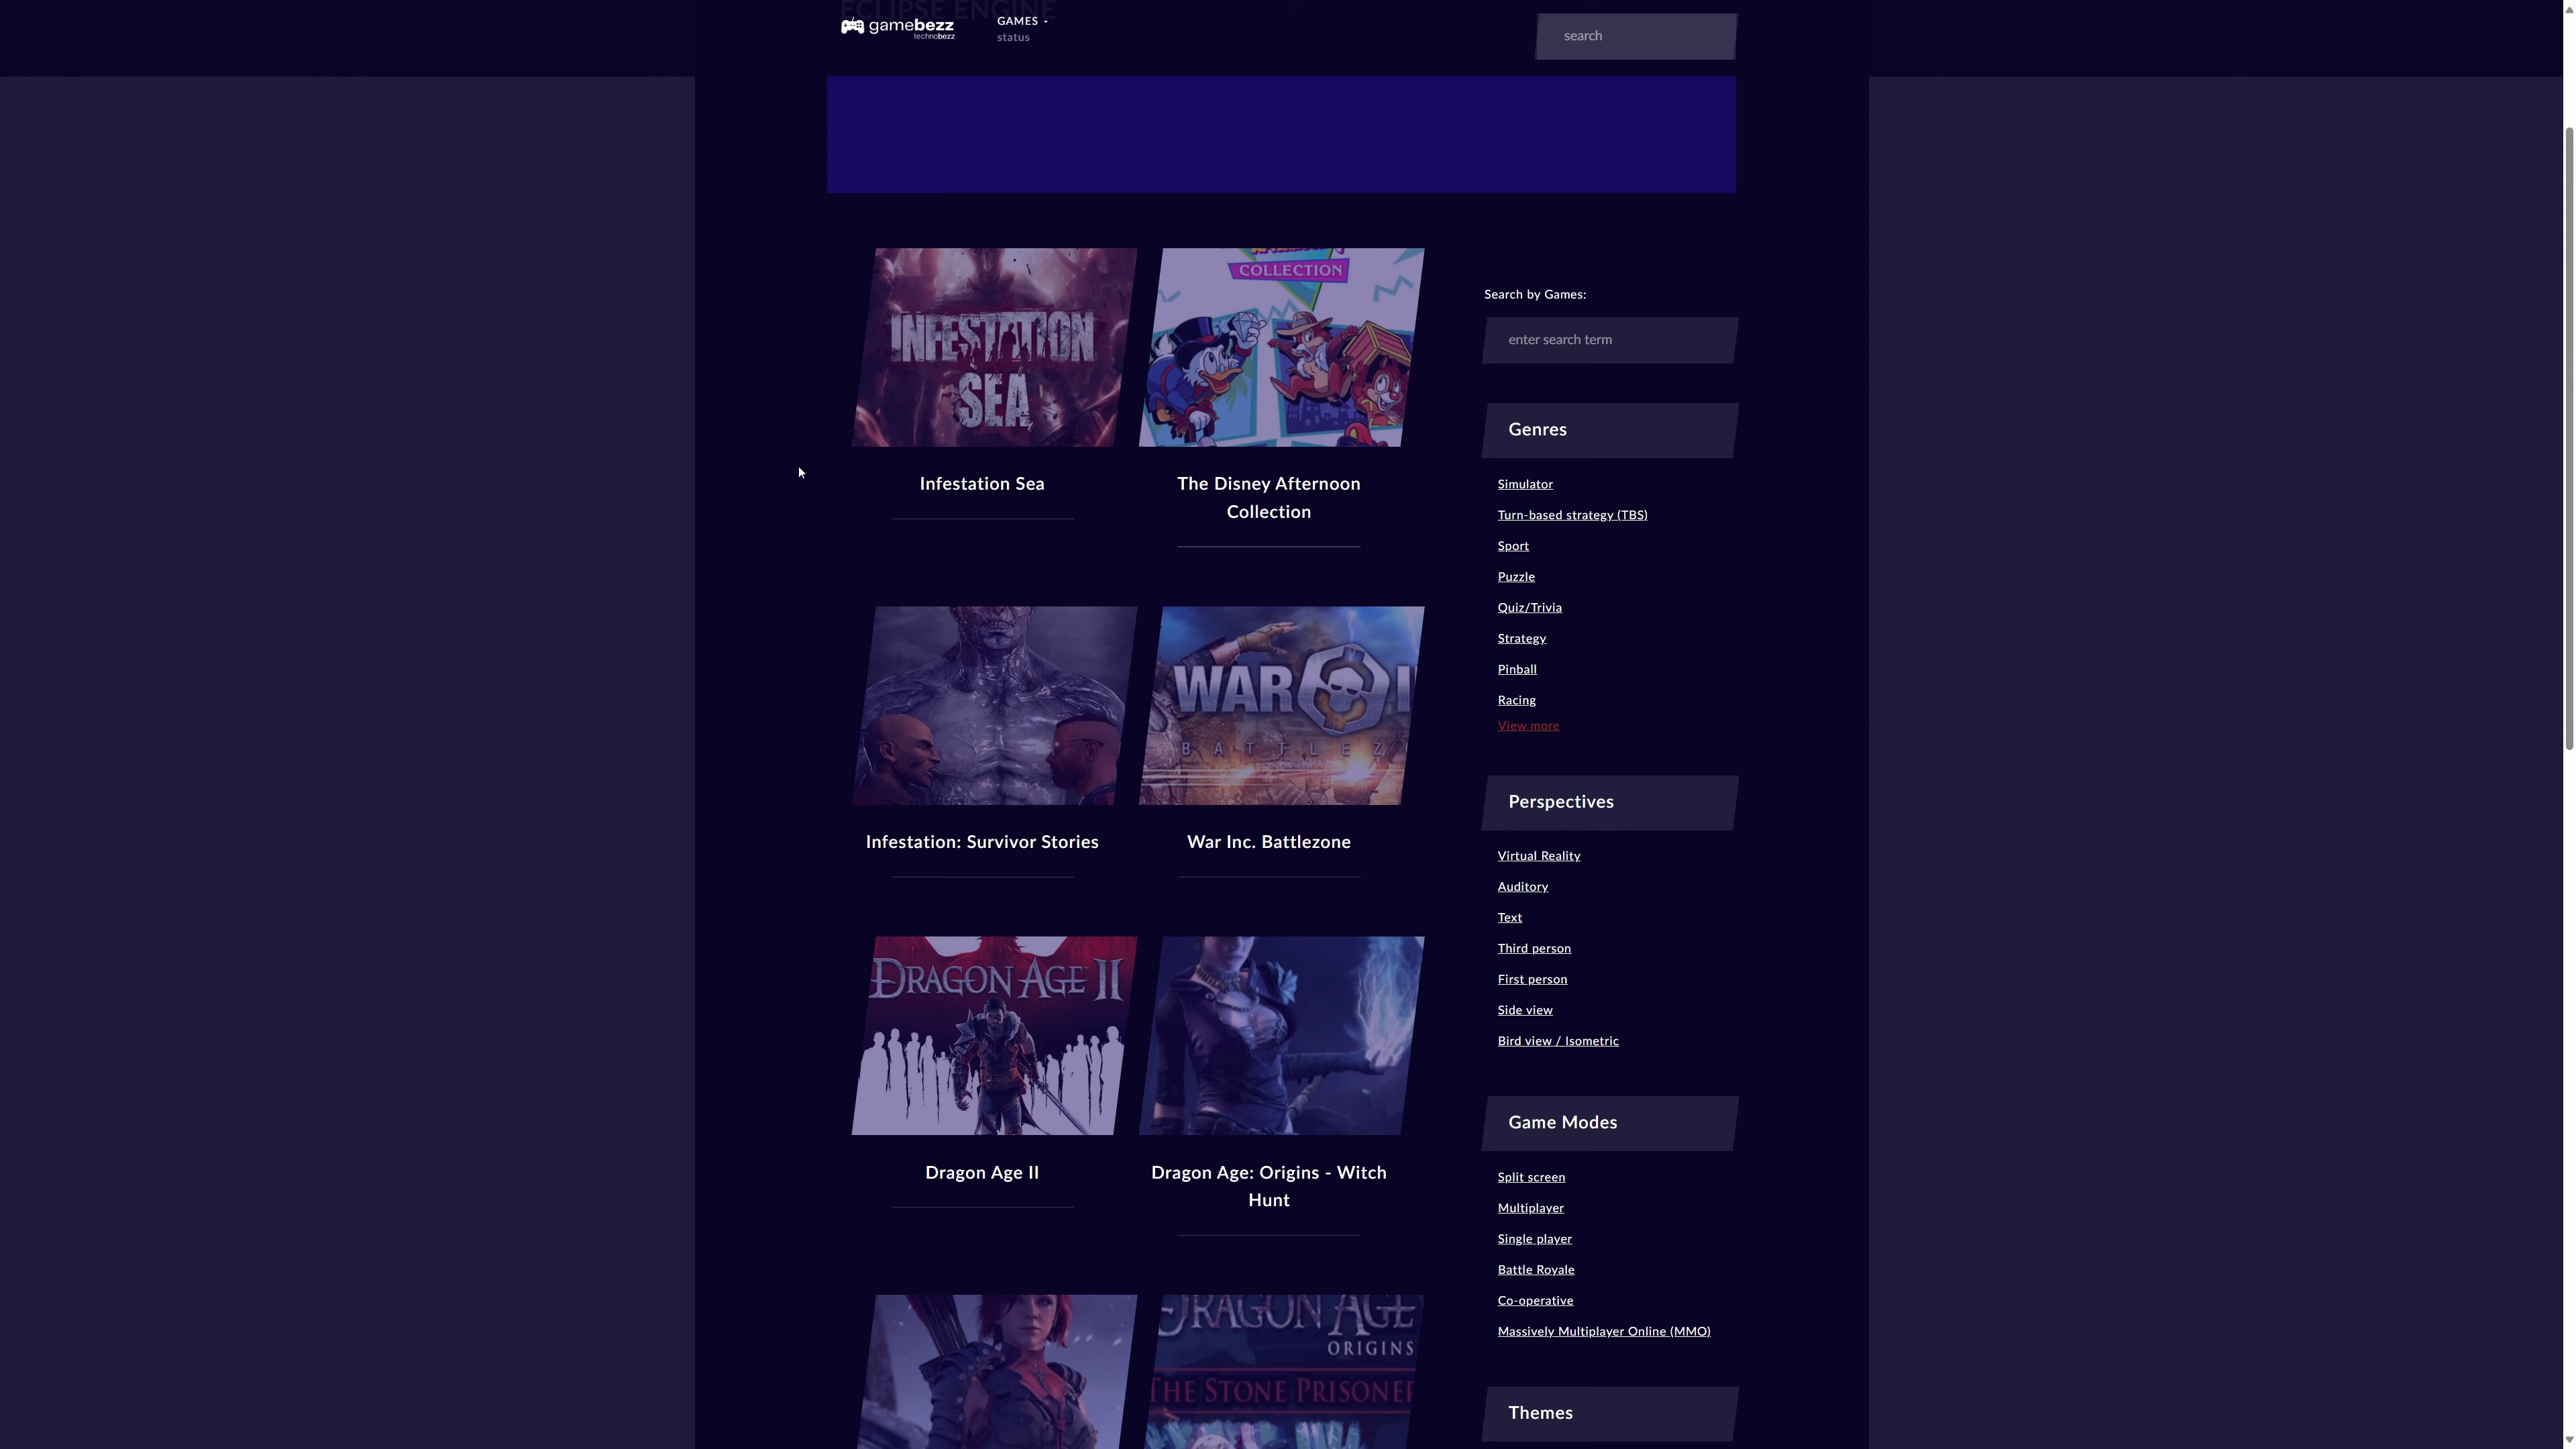 ECLIPSE ENGINE
gamebezz
technobezz
GAMES
status
search
COLLECTION
INFESTATION
SEA
Infestation Sea
The Disney Afternoon
Collection
WAR I
BATTLEZ
Infestation: Survivor Stories
War Inc. Battlezone
DRAGON AGE II
Dragon Age II
Dragon Age: Origins - Witch
Hunt
DRAGON AGE
ORIGINS
THE STONE PRISONER
Search by Games:
enter search term
Genres
Simulator
Turn-based strategy (TBS)
Sport
Puzzle
Quiz/Trivia
Strategy
Pinball
Racing
View more
Perspectives
Virtual Reality
Auditory
Text
Third person
First person
Side view
Bird view / Isometric
Game Modes
Split screen
Multiplayer
Single player
Battle Royale
Co-operative
Massively Multiplayer Online (MMO)
Themes